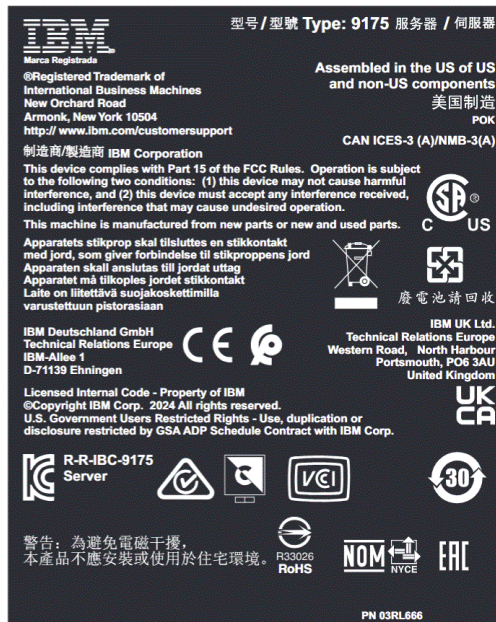 IBM®
Marca Registrada
®Registered Trademark of
International Business Machines
New Orchard Road
Armonk, New York 10504
http:// www.ibm.com/customersupport
型号/型號 Type: 9175 服务器 / 伺服器
Assembled in the US of US
and non-US components
美国制造
POK
CAN ICES-3 (A)/NMB-3(A)
制造商/製造商 IBM Corporation
This device complies with Part 15 of the FCC Rules. Operation is subject
to the following two conditions: (1) this device may not cause harmful
interference, and (2) this device must accept any interference received,
including interference that may cause undesired operation.
This machine is manufactured from new parts or new and used parts.
SA ®
C US
Apparatets stikprop skal tilsluttes en stikkontakt
med jord, som giver forbindelse til stikproppens jord
Apparaten skall anslutas till jordat uttag
Apparatet må tilkoples jordet stikkontakt
Laite on liitettävä suojakoskettimilla
varustettuun pistorasiaan
廢電池請回收
IBM Deutschland GmbH
Technical Relations Europe
IBM-Allee 1
D-71139 Ehningen
CE
IBM UK Ltd.
Technical Relations Europe
Western Road, North Harbour
Portsmouth, PO6 3AU
United Kingdom
Licensed Internal Code - Property of IBM
©Copyright IBM Corp. 2024 All rights reserved.
U.S. Government Users Restricted Rights - Use, duplication or
disclosure restricted by GSA ADP Schedule Contract with IBM Corp.
UK
CA
R-R-IBC-9175
Server
VCI
30
警告：為避免電磁干擾，
本產品不應安裝或使用於住宅環境。
R33026
RoHS
NOM
NYCE
EAC
PN 03RL666